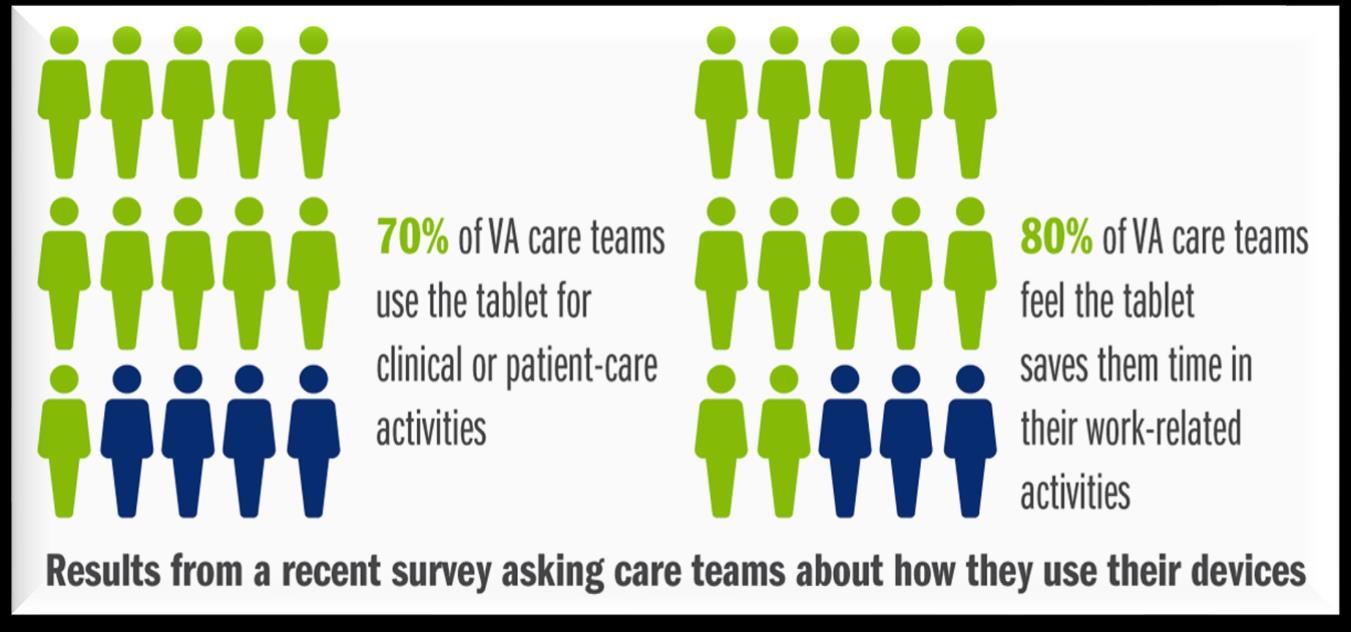 70% of VA care teams
use the tablet for
clinical or patient-care
activities
80% of VA care teams
feel the tablet
saves them time in
their work-related
activities
Results from a recent survey asking care teams about how they use their devices